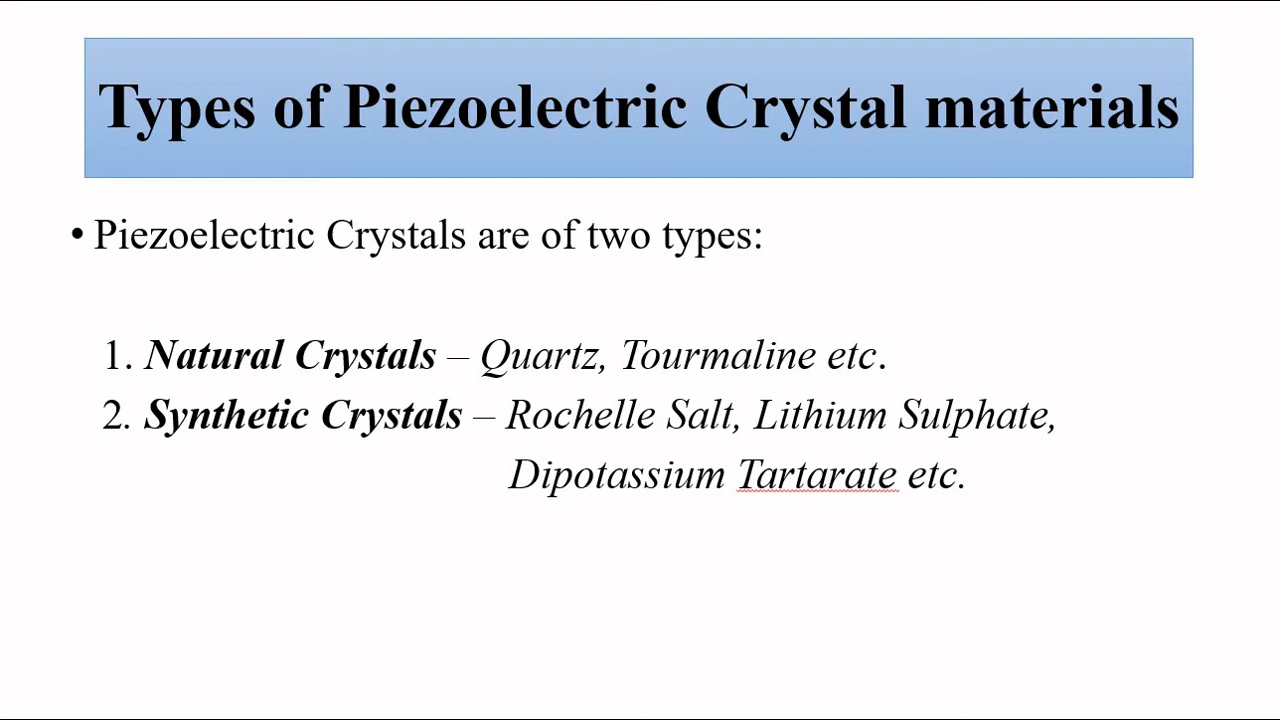 Types of Piezoelectric Crystal materials
• Piezoelectric Crystals are of two types:
1. Natural Crystals – Quartz, Tourmaline etc.
2. Synthetic Crystals – Rochelle Salt, Lithium Sulphate,
Dipotassium Tartarate etc.